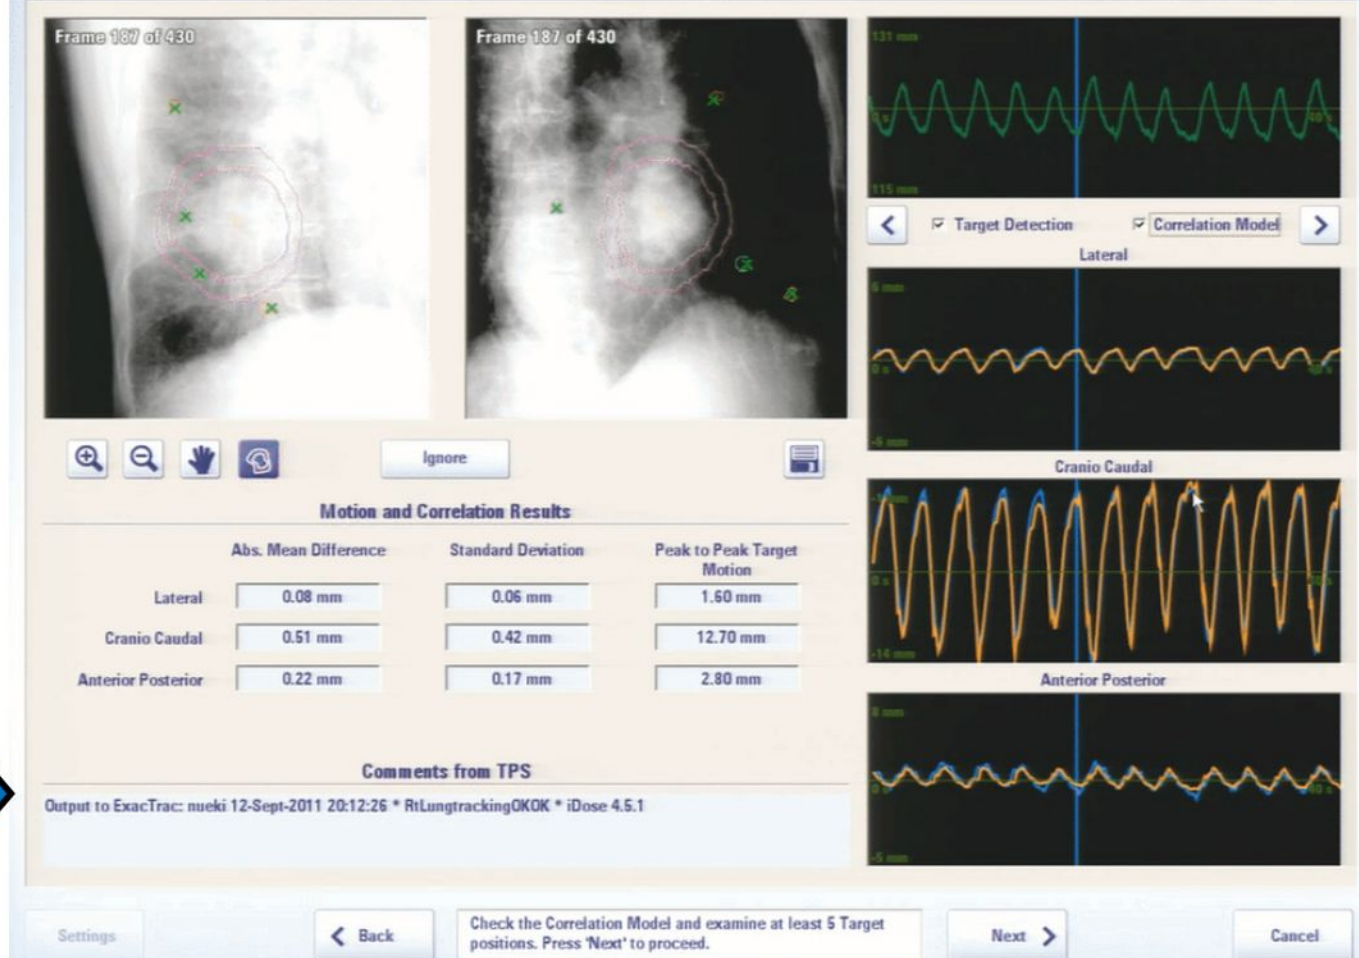 Frame 187 of 430
Frame 187 of 430
131 mm
0 s
40 s
115 mm
Target Detection
Correlation Model
Lateral
6 mm
0 s
-6 mm
Ignore
Cranio Caudal
0 s
-14 mm
Motion and Correlation Results
Abs. Mean Difference
Standard Deviation
Peak to Peak Target
Motion
Lateral
0.08 mm
0.06 mm
1.60 mm
Cranio Caudal
0.51 mm
0.42 mm
12.70 mm
Anterior Posterior
0.22 mm
0.17 mm
2.80 mm
Anterior Posterior
8 mm
0 s
40 s
-5 mm
Comments from TPS
Output to ExacTrac: nueki 12-Sept-2011 20:12:26 * RtLungtrackingOKOK * iDose 4.5.1
Settings
Back
Check the Correlation Model and examine at least 5 Target
positions. Press 'Next' to proceed.
Next
Cancel